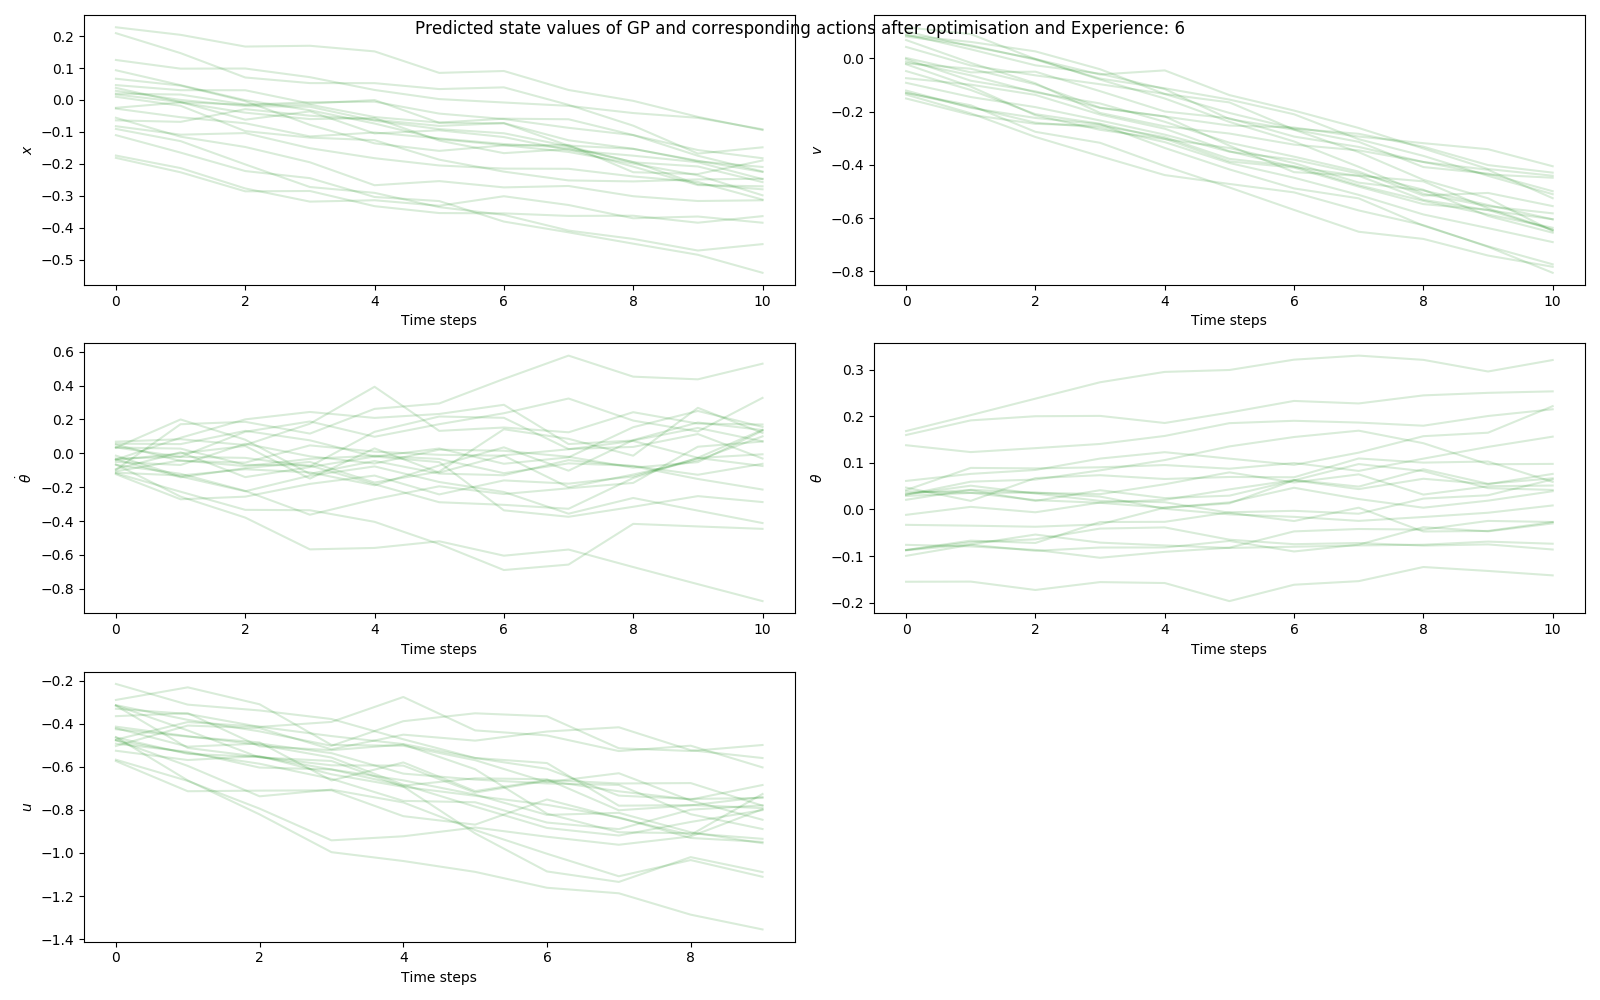 Predicted state values of GP and corresponding actions after optimisation and Experience: 6
0.2
0.1
0.0
−0.1
−0.2
−0.3
−0.4
−0.5
x
0 2 4 6 8 10
Time steps
0.0
−0.2
−0.4
−0.6
−0.8
v
0 2 4 6 8 10
Time steps
0.6
0.4
0.2
0.0
−0.2
−0.4
−0.6
−0.8
θ̇
0 2 4 6 8 10
Time steps
0.3
0.2
0.1
0.0
−0.1
−0.2
θ
0 2 4 6 8 10
Time steps
−0.2
−0.4
−0.6
−0.8
−1.0
−1.2
−1.4
u
0 2 4 6 8
Time steps